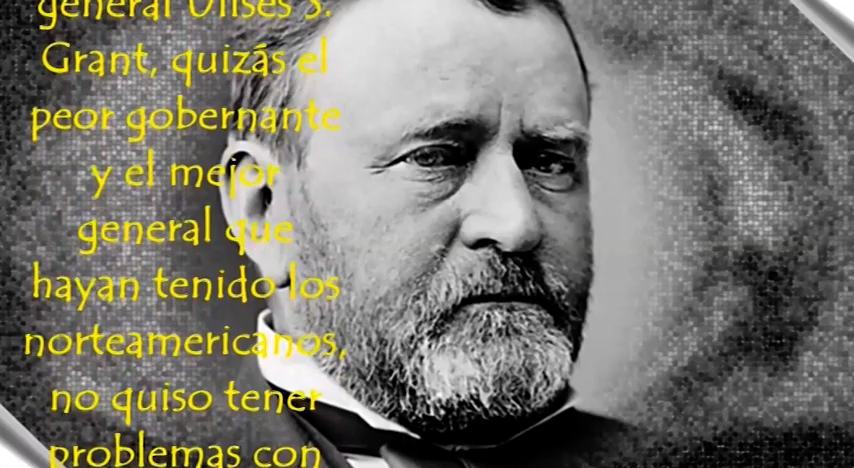 general Ulises S.
Grant, quizás el
peor gobernante
y el mejor
general que
hayan tenido los
norteamericanos,
no quiso tener
problemas con